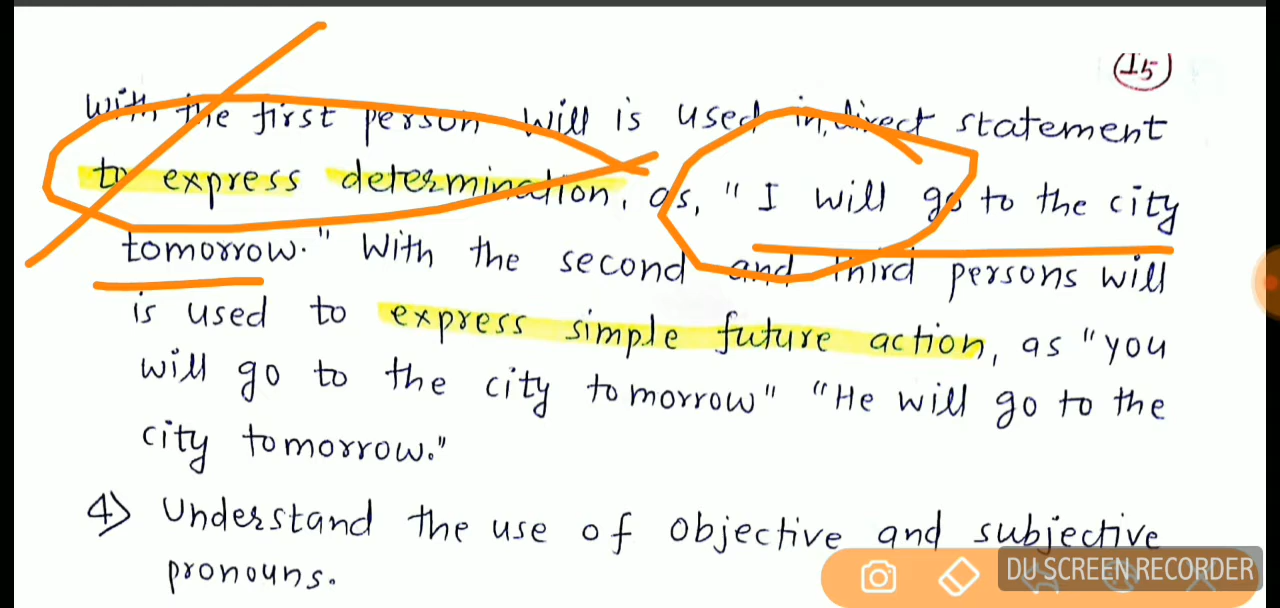 (15)
with the first person will is used in direct statement
to express determination, as, "I will go to the city
tomorrow." With the second and third persons will
is used to express simple future action, as "you
will go to the city tomorrow" "He will go to the
city tomorrow."
4) Understand the use of objective and subjective
pronouns.
DU SCREEN RECORDER